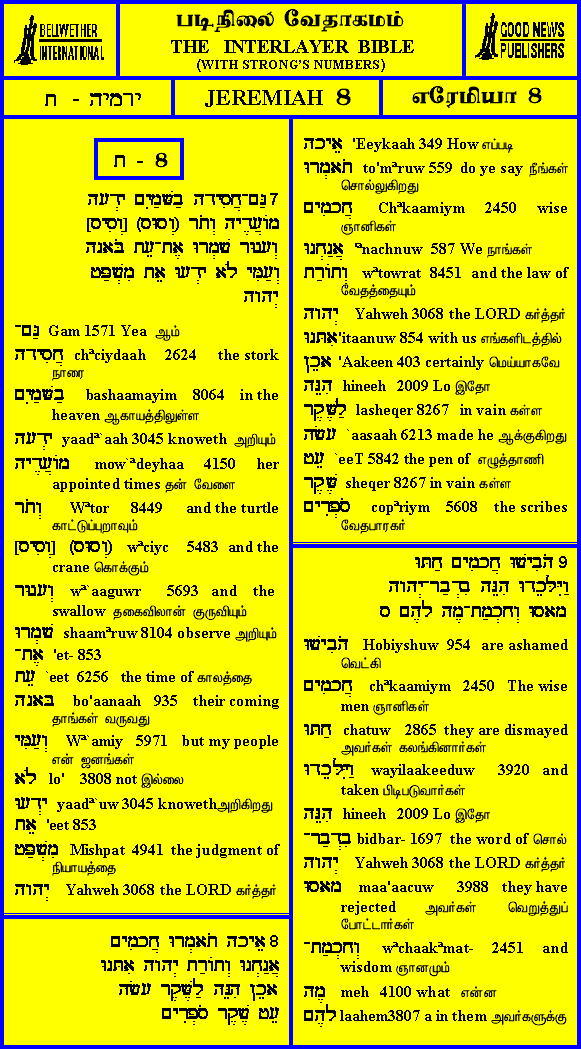 BELLWETHER
INTERNATIONAL
படிநிலை வேதாகமம்
THE INTERLAYER BIBLE
(WITH STRONG'S NUMBERS)
GOOD NEWS
PUBLISHERS
ירמיה - ח
JEREMIAH 8
எரேமியா 8
ח - 8
7 גַּם־חֲסִידָה בַשָּׁמַיִם יָדְעָה
מוֹעֲדֶיהָ וְתֹר (וְסוּס) [וְסִיס]
וְעָגוּר שָׁמְרוּ אֶת־עֵת בֹּאָנָה
וְעַמִּי לֹא יָדְעוּ אֵת מִשְׁפַּט
יְהוָה
גַּם־ Gam 1571 Yea ஆம்
חֲסִידָה chªciydaah 2624 the stork
நாரை
בַשָּׁמַיִם bashaamayim 8064 in the
heaven ஆகாயத்திலுள்ள
יָדְעָה yaadª`aah 3045 knoweth அறியும்
מוֹעֲדֶיהָ mow`ªdeyhaa 4150 her
appointed times தன் வேளை
וְתֹר Wªtor 8449 and the turtle
காட்டுப்புறாவும்
[וְסִיס] (וְסוּס) wªciyc 5483 and the
crane கொக்கும்
וְעָגוּר wª`aaguwr 5693 and the
swallow தகைவிலான் குருவியும்
שָׁמְרוּ shaamªruw 8104 observe அறியும்
אֶת־ 'et- 853
עֵת `eet 6256 the time of காலத்தை
בֹּאָנָה bo'aanaah 935 their coming
தாங்கள் வருவது
וְעַמִּי Wª`amiy 5971 but my people
என் ஜனங்கள்
לֹא lo' 3808 not இல்லை
יָדְעוּ yaadª`uw 3045 knowethஅறிகிறது
אֵת 'eet 853
מִשְׁפַּט Mishpat 4941 the judgment of
நியாயத்தை
יְהוָה Yahweh 3068 the LORD கர்த்தர்
8 אֵיכָה תֹאמְרוּ חֲכָמִים
אֲנַחְנוּ וְתוֹרַת יְהוָה אִתָּנוּ
אָכֵן הִנֵּה לַשֶּׁקֶר עָשָׂה
עֵט שֶׁקֶר סֹפְרִים
אֵיכָה 'Eeykaah 349 How எப்படி
תֹאמְרוּ to'mªruw 559 do ye say நீங்கள்
சொல்லுகிறது
חֲכָמִים Chªkaamiym 2450 wise
ஞானிகள்
אֲנַחְנוּ ªnachnuw 587 We நாங்கள்
וְתוֹרַת wªtowrat 8451 and the law of
வேதத்தையும்
יְהוָה Yahweh 3068 the LORD கர்த்தர்
אִתָּנוּ 'itaanuw 854 with us எங்களிடத்தில்
אָכֵן 'Aakeen 403 certainly மெய்யாகவே
הִנֵּה hineeh 2009 Lo இதோ
לַשֶּׁקֶר lasheqer 8267 in vain கள்ள
עָשָׂה `aasaah 6213 made he ஆக்குகிறது
עֵט `eeT 5842 the pen of எழுத்தாணி
שֶׁקֶר sheqer 8267 in vain கள்ள
סֹפְרִים copªriym 5608 the scribes
வேதபாரகர்
9 הֹבִישׁוּ חֲכָמִים חַתּוּ
וַיִּלָּכֵדוּ הִנֵּה בִדְבַר־יְהוָה
מָאָסוּ וְחָכְמַת־מֶה לָהֶם ס
הֹבִישׁוּ Hobiyshuw 954 are ashamed
வெட்கி
חֲכָמִים chªkaamiym 2450 The wise
men ஞானிகள்
חַתּוּ chatuw 2865 they are dismayed
அவர்கள் கலங்கினார்கள்
וַיִּלָּכֵדוּ wayilaakeeduw 3920 and
taken பிடிபடுவார்கள்
הִנֵּה hineeh 2009 Lo இதோ
בִדְבַר־ bidbar- 1697 the word of சொல்
יְהוָה Yahweh 3068 the LORD கர்த்தர்
מָאָסוּ maa'aacuw 3988 they have
rejected அவர்கள் வெறுத்துப்
போட்டார்கள்
וְחָכְמַת־ wªchaakªmat- 2451 and
wisdom ஞானமும்
מֶה meh 4100 what என்ன
לָהֶם laahem3807 a in them அவர்களுக்கு